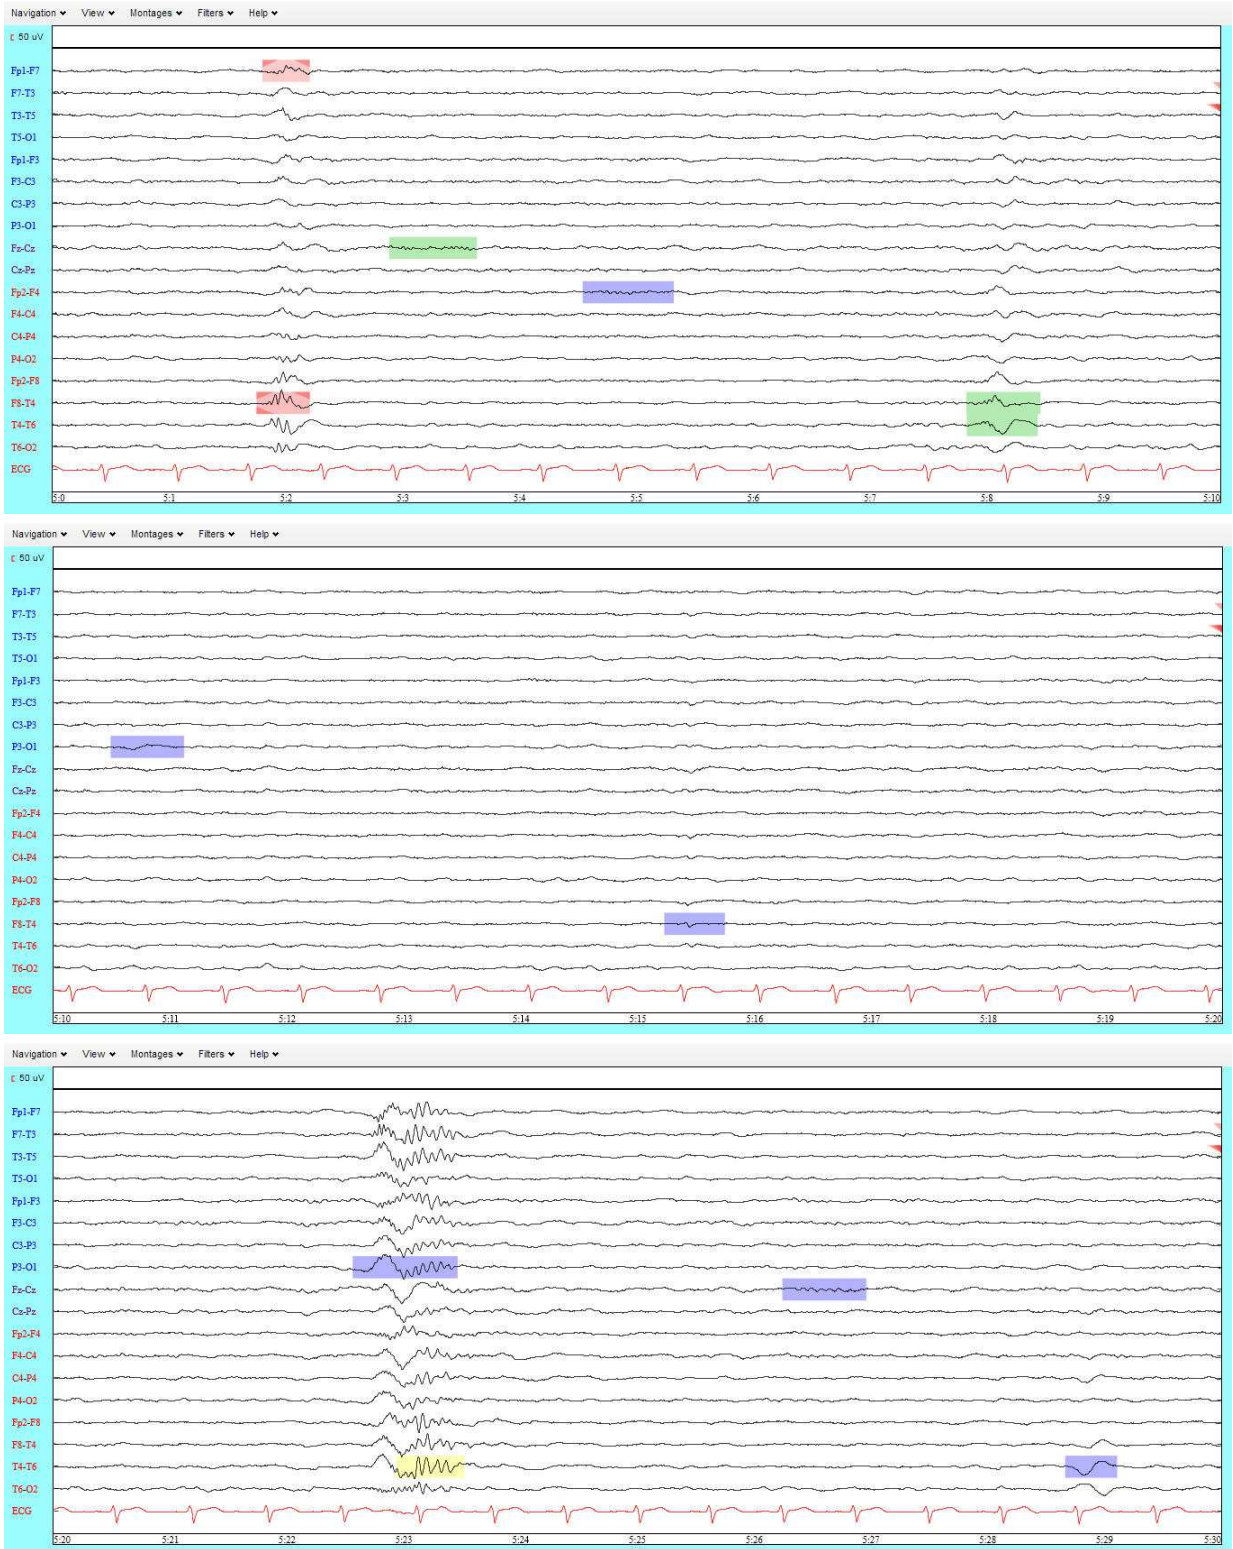 Navigation View Montages Filters Help
50 uV
Fp1-F7
F7-T3
T3-T5
T5-O1
Fp1-F3
F3-C3
C3-P3
P3-O1
Fz-Cz
Cz-Pz
Fp2-F4
F4-C4
C4-P4
P4-O2
Fp2-F8
F8-T4
T4-T6
T6-O2
ECG
5:0 5:1 5:2 5:3 5:4 5:5 5:6 5:7 5:8 5:9 5:10
Navigation View Montages Filters Help
50 uV
Fp1-F7
F7-T3
T3-T5
T5-O1
Fp1-F3
F3-C3
C3-P3
P3-O1
Fz-Cz
Cz-Pz
Fp2-F4
F4-C4
C4-P4
P4-O2
Fp2-F8
F8-T4
T4-T6
T6-O2
ECG
5:10 5:11 5:12 5:13 5:14 5:15 5:16 5:17 5:18 5:19 5:20
Navigation View Montages Filters Help
50 uV
Fp1-F7
F7-T3
T3-T5
T5-O1
Fp1-F3
F3-C3
C3-P3
P3-O1
Fz-Cz
Cz-Pz
Fp2-F4
F4-C4
C4-P4
P4-O2
Fp2-F8
F8-T4
T4-T6
T6-O2
ECG
5:20 5:21 5:22 5:23 5:24 5:25 5:26 5:27 5:28 5:29 5:30